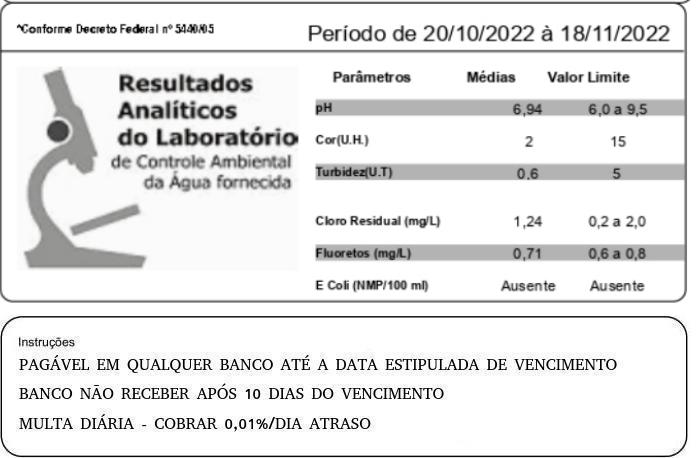 *Conforme Decreto Federal nº 5440/05
Período de 20/10/2022 à 18/11/2022
Resultados
Analíticos
do Laboratório
de Controle Ambiental
da Água fornecida
Parâmetros Médias Valor Limite
pH 6,94 6,0 a 9,5
Cor(U.H.) 2 15
Turbidez(U.T) 0,6 5
Cloro Residual (mg/L) 1,24 0,2 a 2,0
Fluoretos (mg/L) 0,71 0,6 a 0,8
E Coli (NMP/100 ml) Ausente Ausente
Instruções
PAGÁVEL EM QUALQUER BANCO ATÉ A DATA ESTIPULADA DE VENCIMENTO
BANCO NÃO RECEBER APÓS 10 DIAS DO VENCIMENTO
MULTA DIÁRIA - COBRAR 0,01%/DIA ATRASO